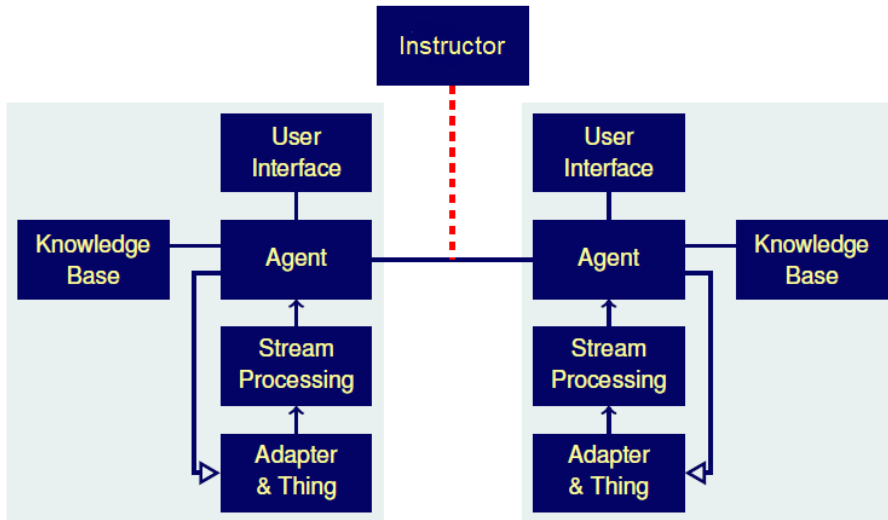 Instructor
User
Interface
User
Interface
Knowledge
Base
Agent
Agent
Knowledge
Base
Stream
Processing
Stream
Processing
Adapter
& Thing
Adapter
& Thing